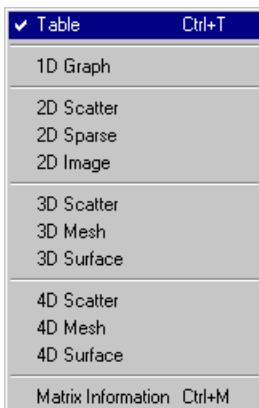 Table Ctrl+T
1D Graph
2D Scatter
2D Sparse
2D Image
3D Scatter
3D Mesh
3D Surface
4D Scatter
4D Mesh
4D Surface
Matrix Information Ctrl+M